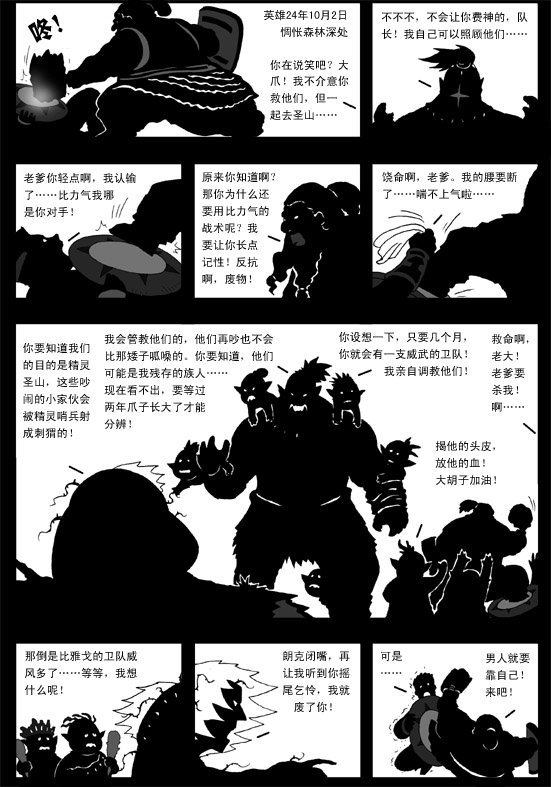 咚！
英雄24年10月2日
惆怅森林深处
你在说笑吧？大
爪！我不介意你
救他们，但一
起去圣山……
不不不，不会让你费神的，队
长！我自己可以照顾他们……
老爹你轻点啊，我认输
了……比力气我哪
是你对手！
原来你知道啊？
那你为什么还
要用比力气的
战术呢？我
要让你长点
记性！反抗
啊，废物！
饶命啊，老爹。我的腰要断
了……喘不上气啦……
你要知道我们
的目的是精灵
圣山，这些吵
闹的小家伙会
被精灵哨兵射
成刺猬的！
我会管教他们的，他们再吵也不会
比那矮子呱嗓的。你要知道，他们
可能是我残存的族人……
现在看不出，要等过
两年爪子长大了才能
分辨！
你设想一下，只要几个月，
你就会有一支威武的卫队！
我亲自调教他们！
救命啊，
老大！
老爹要
杀我！
啊……
揭他的头皮，
放他的血！
大胡子加油！
那倒是比雅戈的卫队威
风多了……等等，我想
什么呢！
朗克闭嘴，再
让我听到你摇
尾乞怜，我就
废了你！
可是
……
男人就要
靠自己！
来吧！